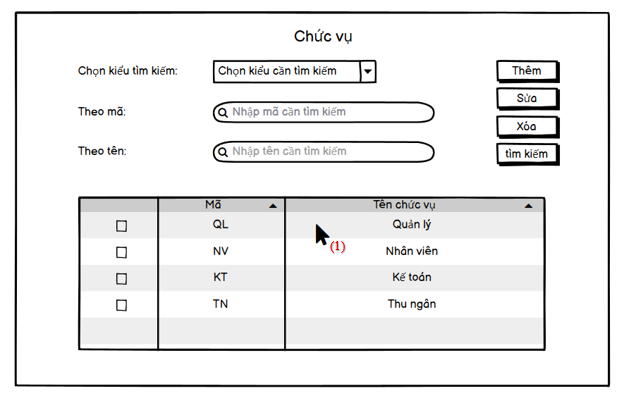 Chức vụ
Chọn kiểu tìm kiếm:
Chọn kiểu cần tìm kiếm
Thêm
Theo mã:
Nhập mã cần tìm kiếm
Sửa
Xóa
Theo tên:
Nhập tên cần tìm kiếm
tìm kiếm
Mã Tên chức vụ
QL Quản lý
(1)
NV Nhân viên
KT Kế toán
TN Thu ngân